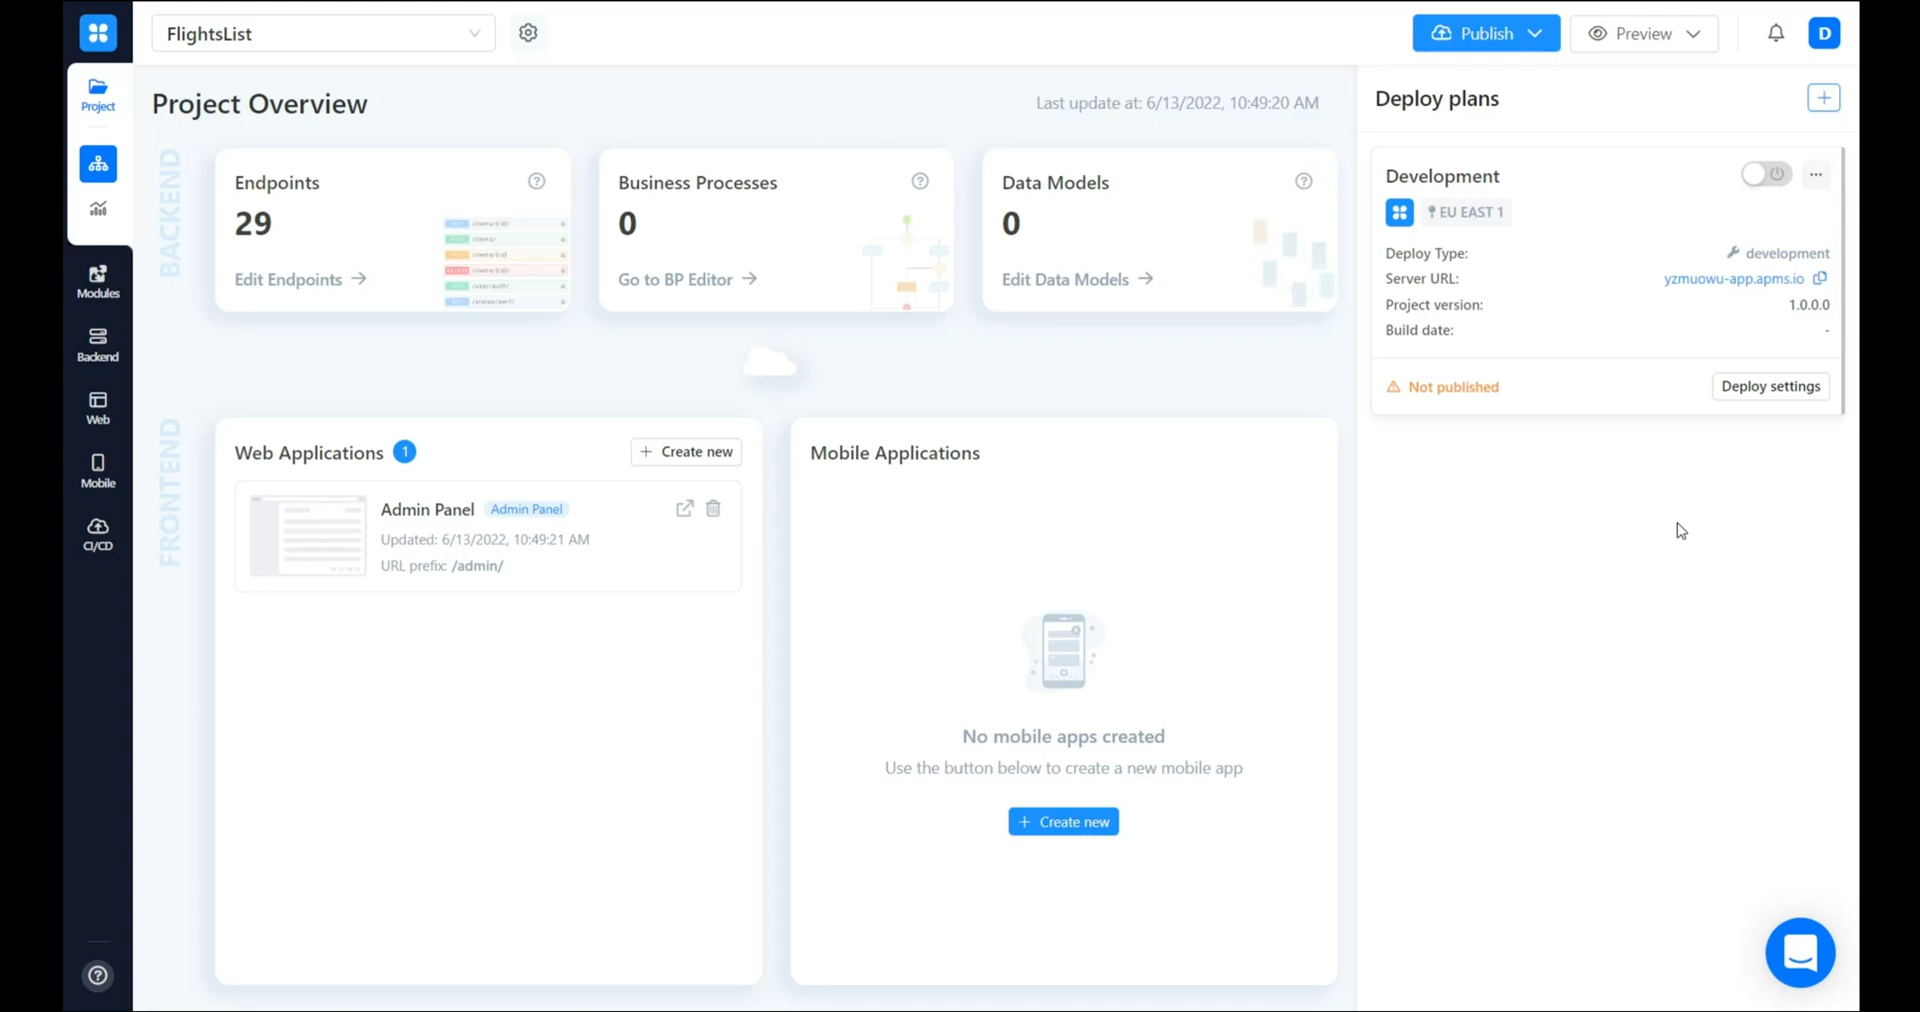 FlightsList
Publish
Preview
D
Project
Modules
Backend
Web
Mobile
CI/CD
Project Overview
Last update at: 6/13/2022, 10:49:20 AM
BACKEND
Endpoints
29
Edit Endpoints
Business Processes
0
Go to BP Editor
Data Models
0
Edit Data Models
FRONTEND
Web Applications 1
+ Create new
Admin Panel Admin Panel
Updated: 6/13/2022, 10:49:21 AM
URL prefix: /admin/
Mobile Applications
No mobile apps created
Use the button below to create a new mobile app
+ Create new
Deploy plans
Development
EU EAST 1
Deploy Type: development
Server URL: yzmuowu-app.apms.io
Project version: 1.0.0.0
Build date: -
Not published
Deploy settings